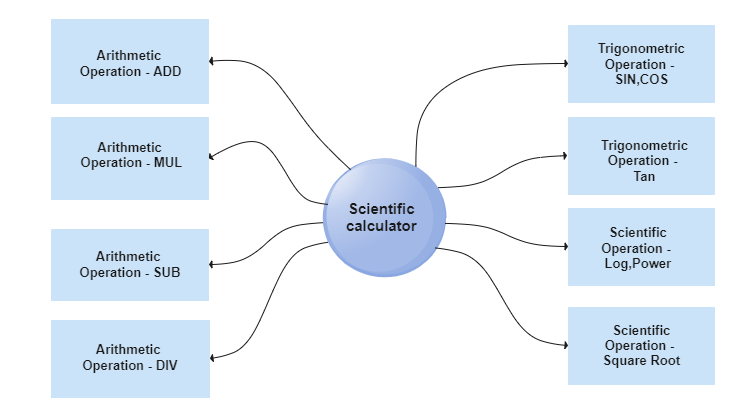 Arithmetic
Operation - ADD
Arithmetic
Operation - MUL
Arithmetic
Operation - SUB
Arithmetic
Operation - DIV
Scientific
calculator
Trigonometric
Operation -
SIN,COS
Trigonometric
Operation -
Tan
Scientific
Operation -
Log,Power
Scientific
Operation -
Square Root